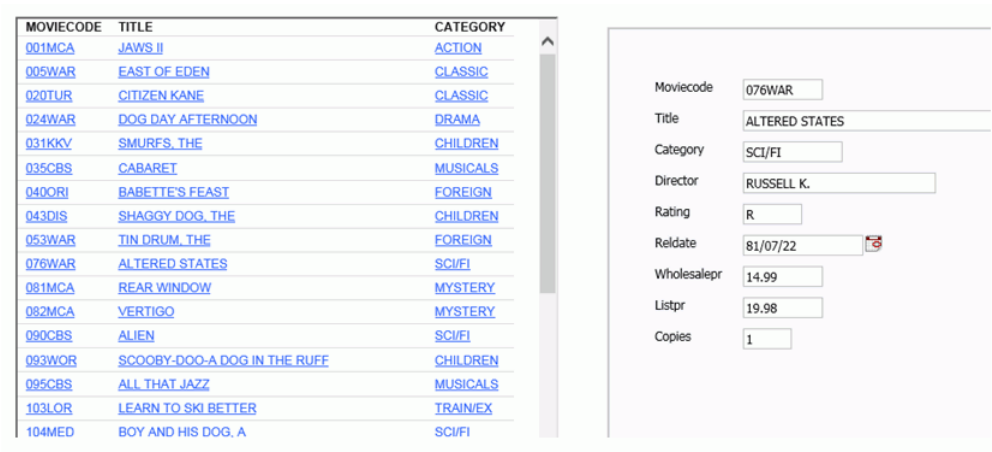 MOVIECODE TITLE CATEGORY
001MCA JAWS II ACTION
005WAR EAST OF EDEN CLASSIC
020TUR CITIZEN KANE CLASSIC
024WAR DOG DAY AFTERNOON DRAMA
031KKV SMURFS, THE CHILDREN
035CBS CABARET MUSICALS
040ORI BABETTE'S FEAST FOREIGN
043DIS SHAGGY DOG, THE CHILDREN
053WAR TIN DRUM, THE FOREIGN
076WAR ALTERED STATES SCI/FI
081MCA REAR WINDOW MYSTERY
082MCA VERTIGO MYSTERY
090CBS ALIEN SCI/FI
093WOR SCOOBY-DOO-A DOG IN THE RUFF CHILDREN
095CBS ALL THAT JAZZ MUSICALS
103LOR LEARN TO SKI BETTER TRAIN/EX
104MED BOY AND HIS DOG, A SCI/FI
Moviecode 076WAR
Title ALTERED STATES
Category SCI/FI
Director RUSSELL K.
Rating R
Reldate 81/07/22
Wholesalepr 14.99
Listpr 19.98
Copies 1